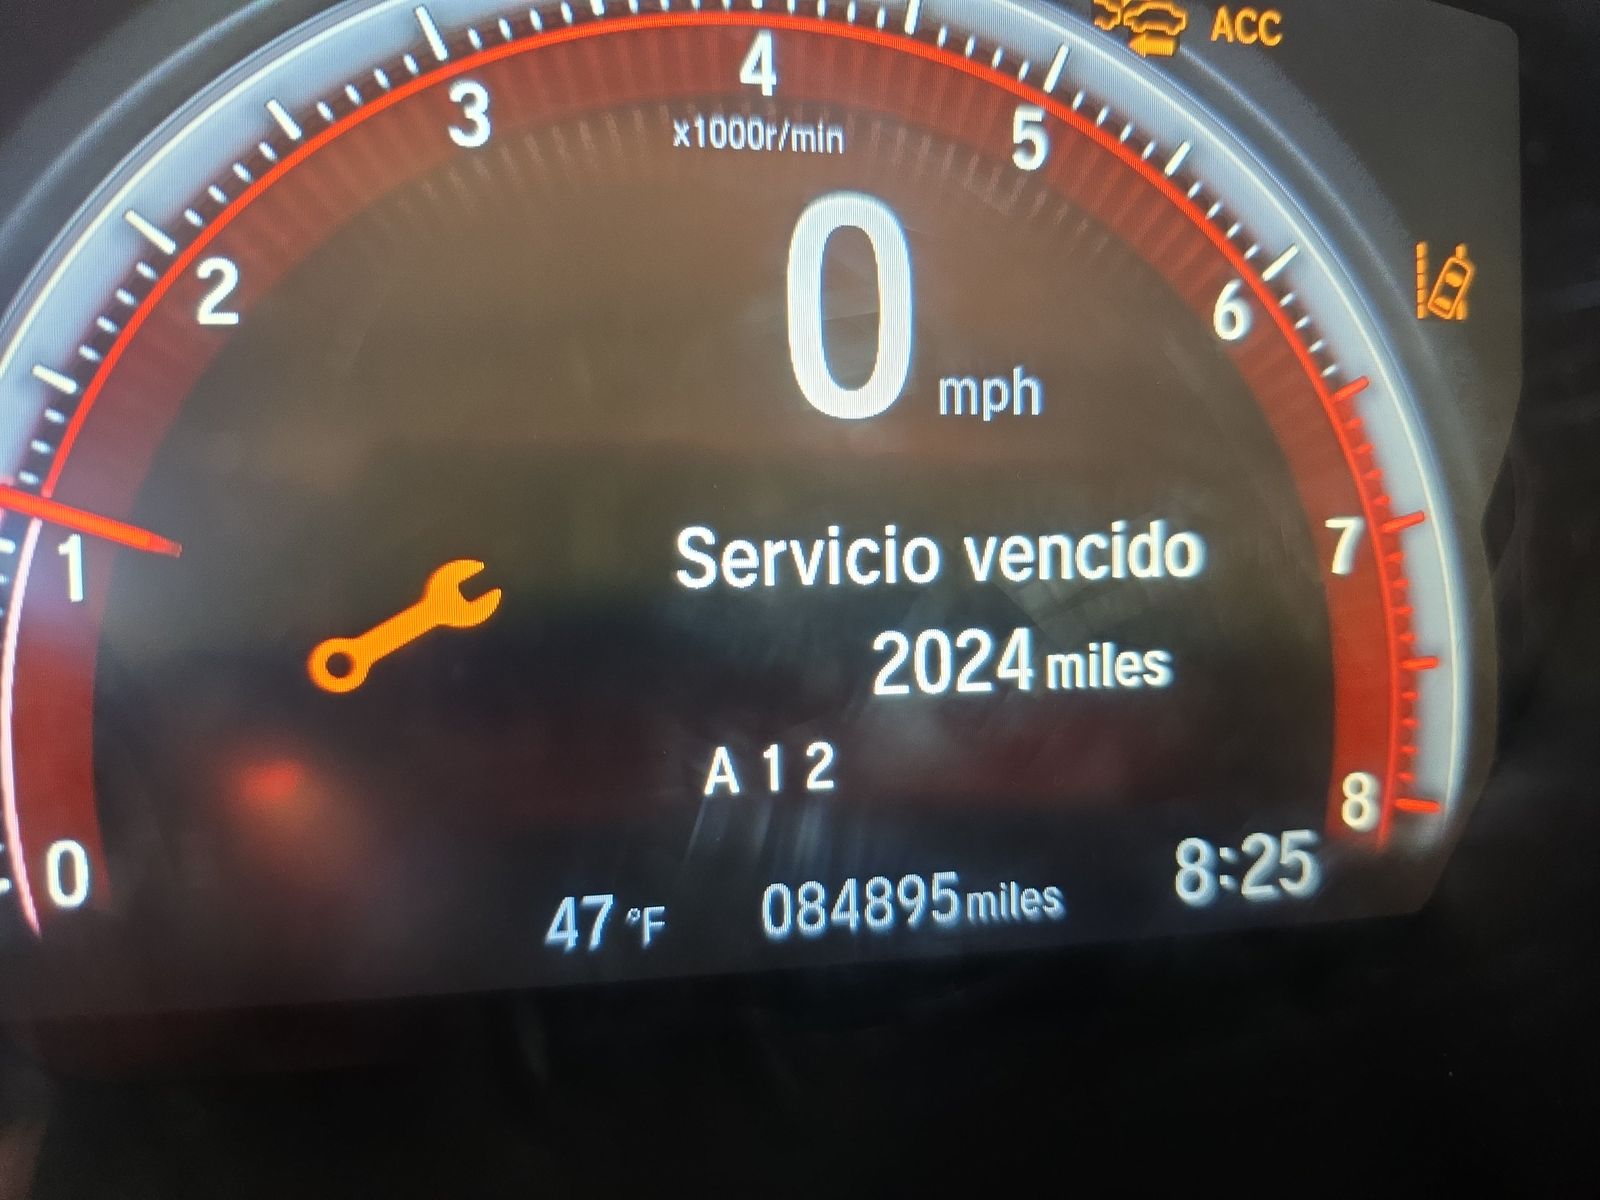 ACC
4
3
5
x1000r/min
2
6
0
mph
1
7
Servicio vencido
2024 miles
A 1 2
8
0
47 °F
084895 miles
8:25